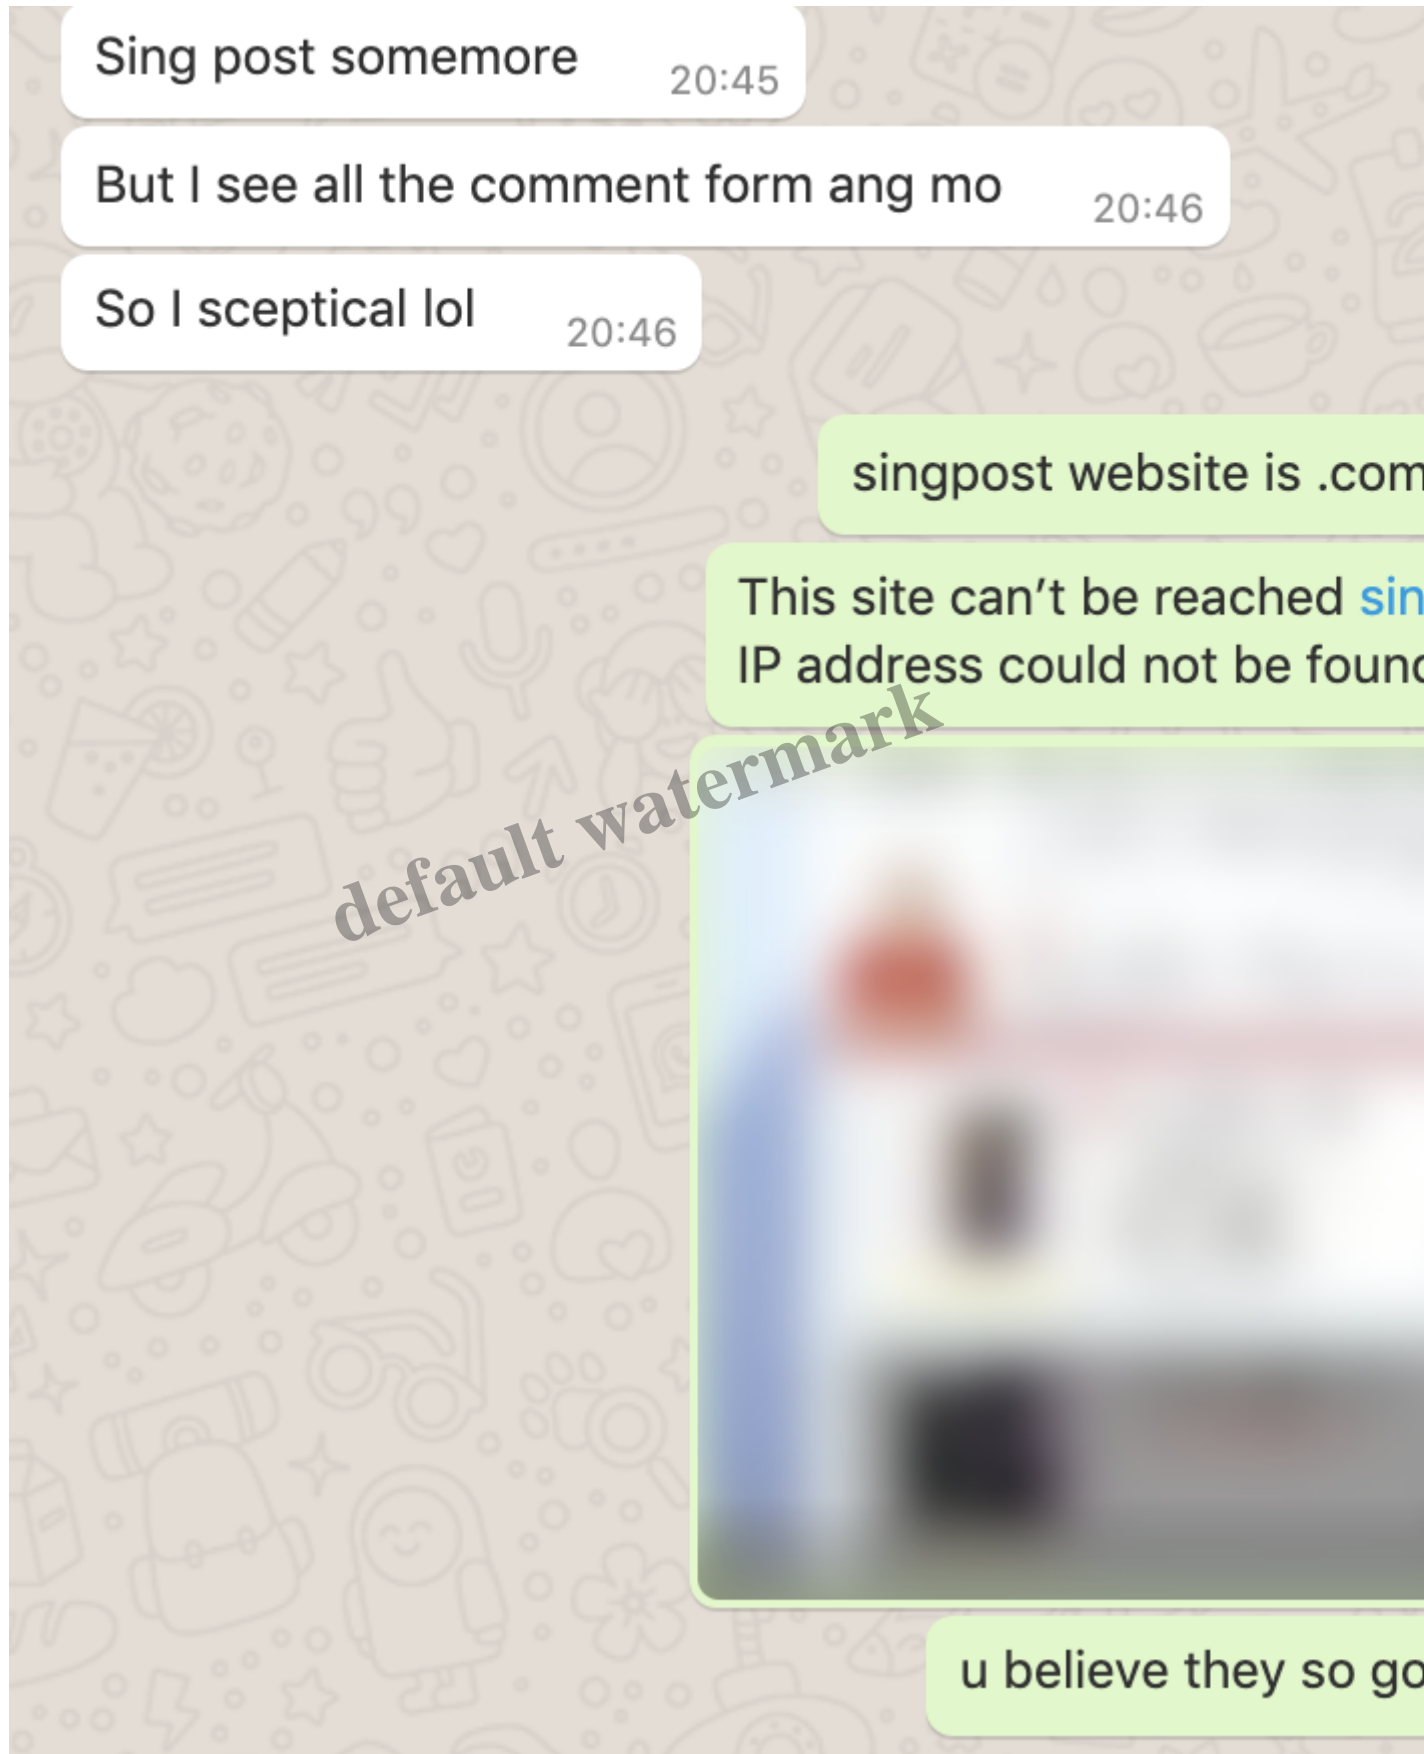 Sing post somemore
20:45
But I see all the comment form ang mo
20:46
So I sceptical lol
20:46
singpost website is .com
This site can't be reached sin
IP address could not be found
default watermark
u believe they so go